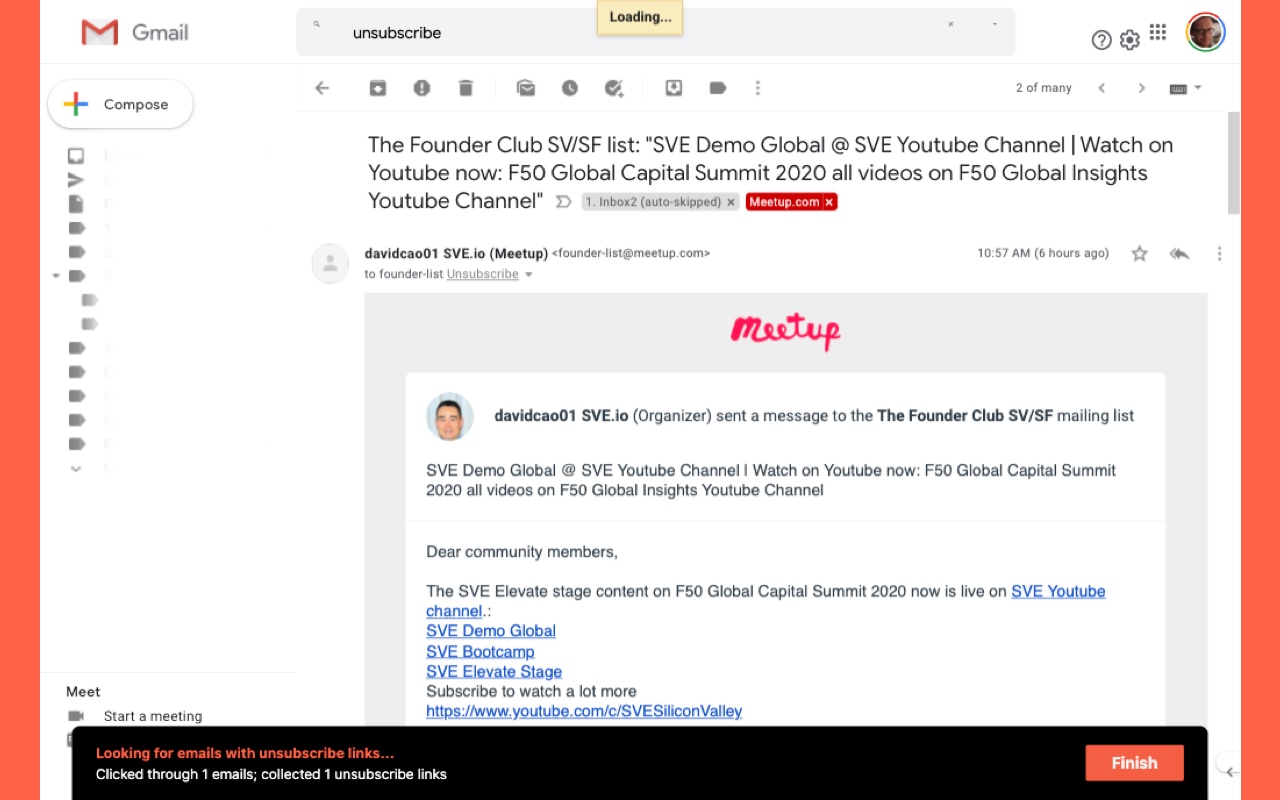 Gmail
unsubscribe
Loading...
Compose
2 of many
The Founder Club SV/SF list: "SVE Demo Global @ SVE Youtube Channel | Watch on
Youtube now: F50 Global Capital Summit 2020 all videos on F50 Global Insights
Youtube Channel" 1. Inbox2 (auto-skipped) × Meetup.com ×
davidcao01 SVE.io (Meetup) <founder-list@meetup.com> 10:57 AM (6 hours ago)
to founder-list Unsubscribe
meetup
davidcao01 SVE.io (Organizer) sent a message to the The Founder Club SV/SF mailing list
SVE Demo Global @ SVE Youtube Channel | Watch on Youtube now: F50 Global Capital Summit
2020 all videos on F50 Global Insights Youtube Channel
Dear community members,
The SVE Elevate stage content on F50 Global Capital Summit 2020 now is live on SVE Youtube
channel.:
SVE Demo Global
SVE Bootcamp
SVE Elevate Stage
Subscribe to watch a lot more
https://www.youtube.com/c/SVESiliconValley
Meet
Start a meeting
Looking for emails with unsubscribe links...
Clicked through 1 emails; collected 1 unsubscribe links
Finish